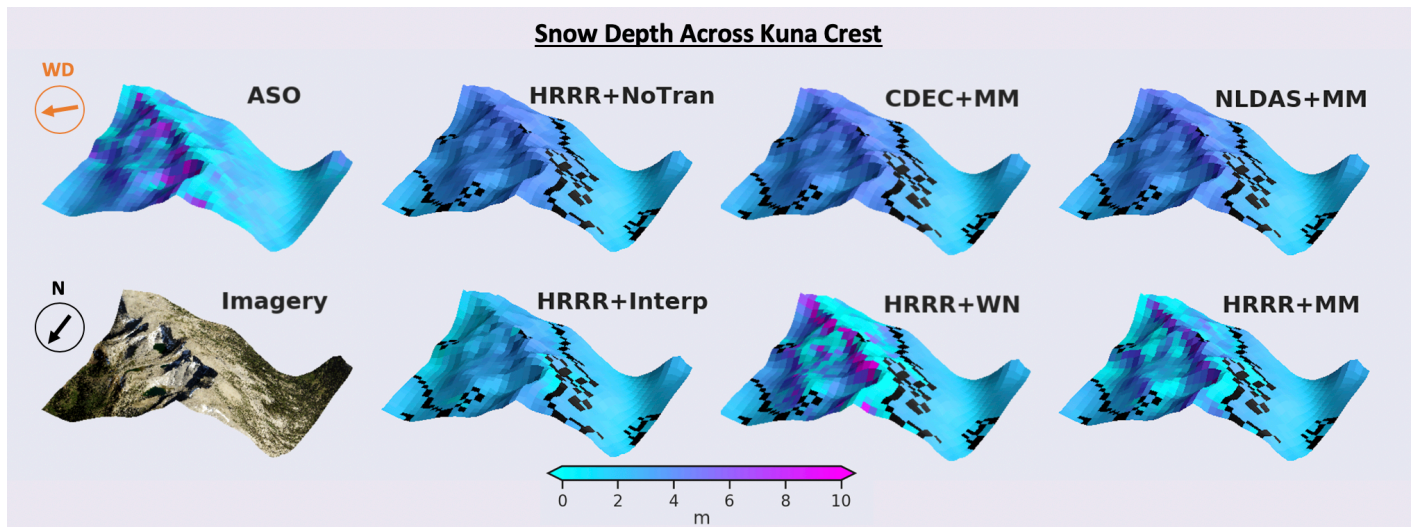 Snow Depth Across Kuna Crest
WD
ASO
HRRR+NoTran
CDEC+MM
NLDAS+MM
N
Imagery
HRRR+Interp
HRRR+WN
HRRR+MM
0 2 4 6 8 10
m